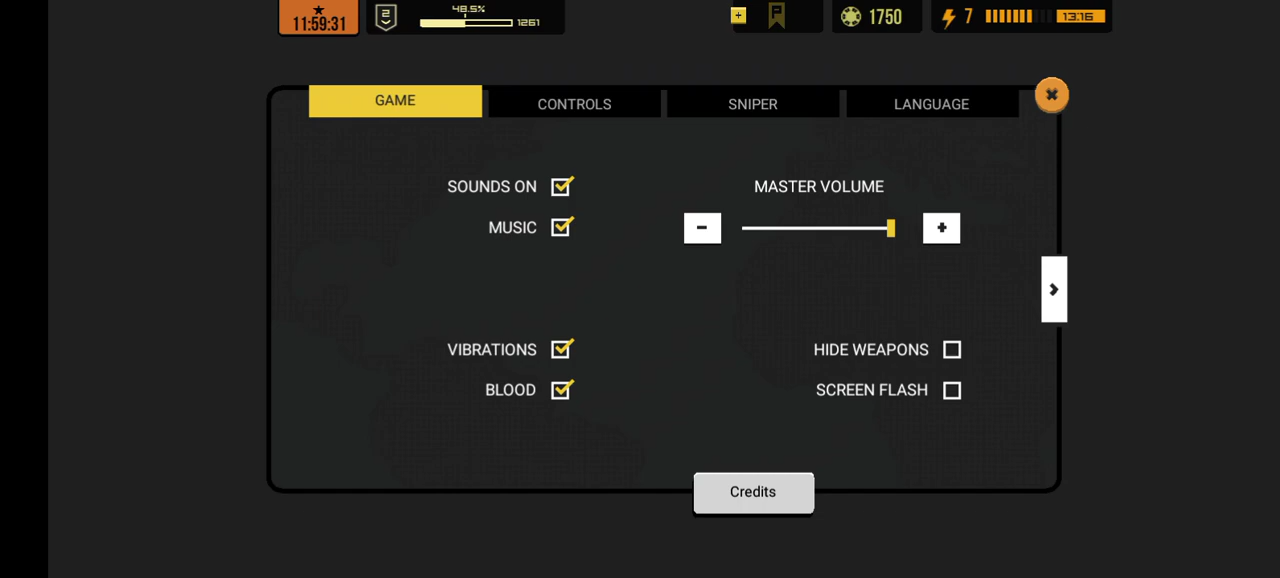 11:59:31
2
48.5%
1261
+
P
1750
7
13:16
GAME
CONTROLS
SNIPER
LANGUAGE
SOUNDS ON
MASTER VOLUME
MUSIC
-
+
VIBRATIONS
HIDE WEAPONS
BLOOD
SCREEN FLASH
Credits